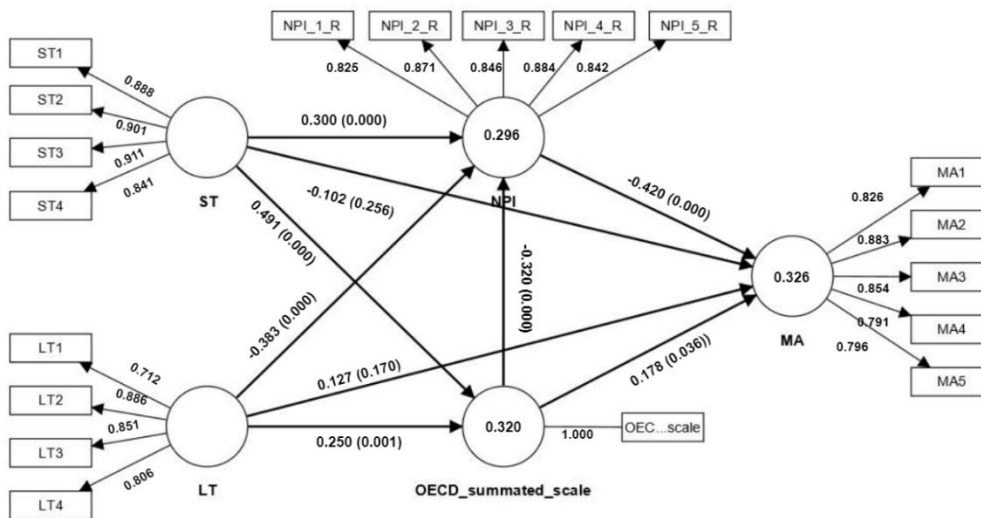 NPI_1_R
NPI_2_R
NPI_3_R
NPI_4_R
NPI_5_R
0.825
0.871
0.846
0.884
0.842
ST1
ST2
ST3
ST4
0.888
0.901
0.911
0.841
ST
0.300 (0.000)
0.296
NPI
-0.102 (0.256)
0.491 (0.000)
-0.420 (0.000)
-0.320 (0.000)
-0.383 (0.000)
0.127 (0.170)
0.178 (0.036))
0.250 (0.001)
0.326
MA
MA1
MA2
MA3
MA4
MA5
0.826
0.883
0.854
0.791
0.796
LT1
LT2
LT3
LT4
0.712
0.886
0.851
0.806
LT
0.320
OECD_summated_scale
1.000
OEC...scale